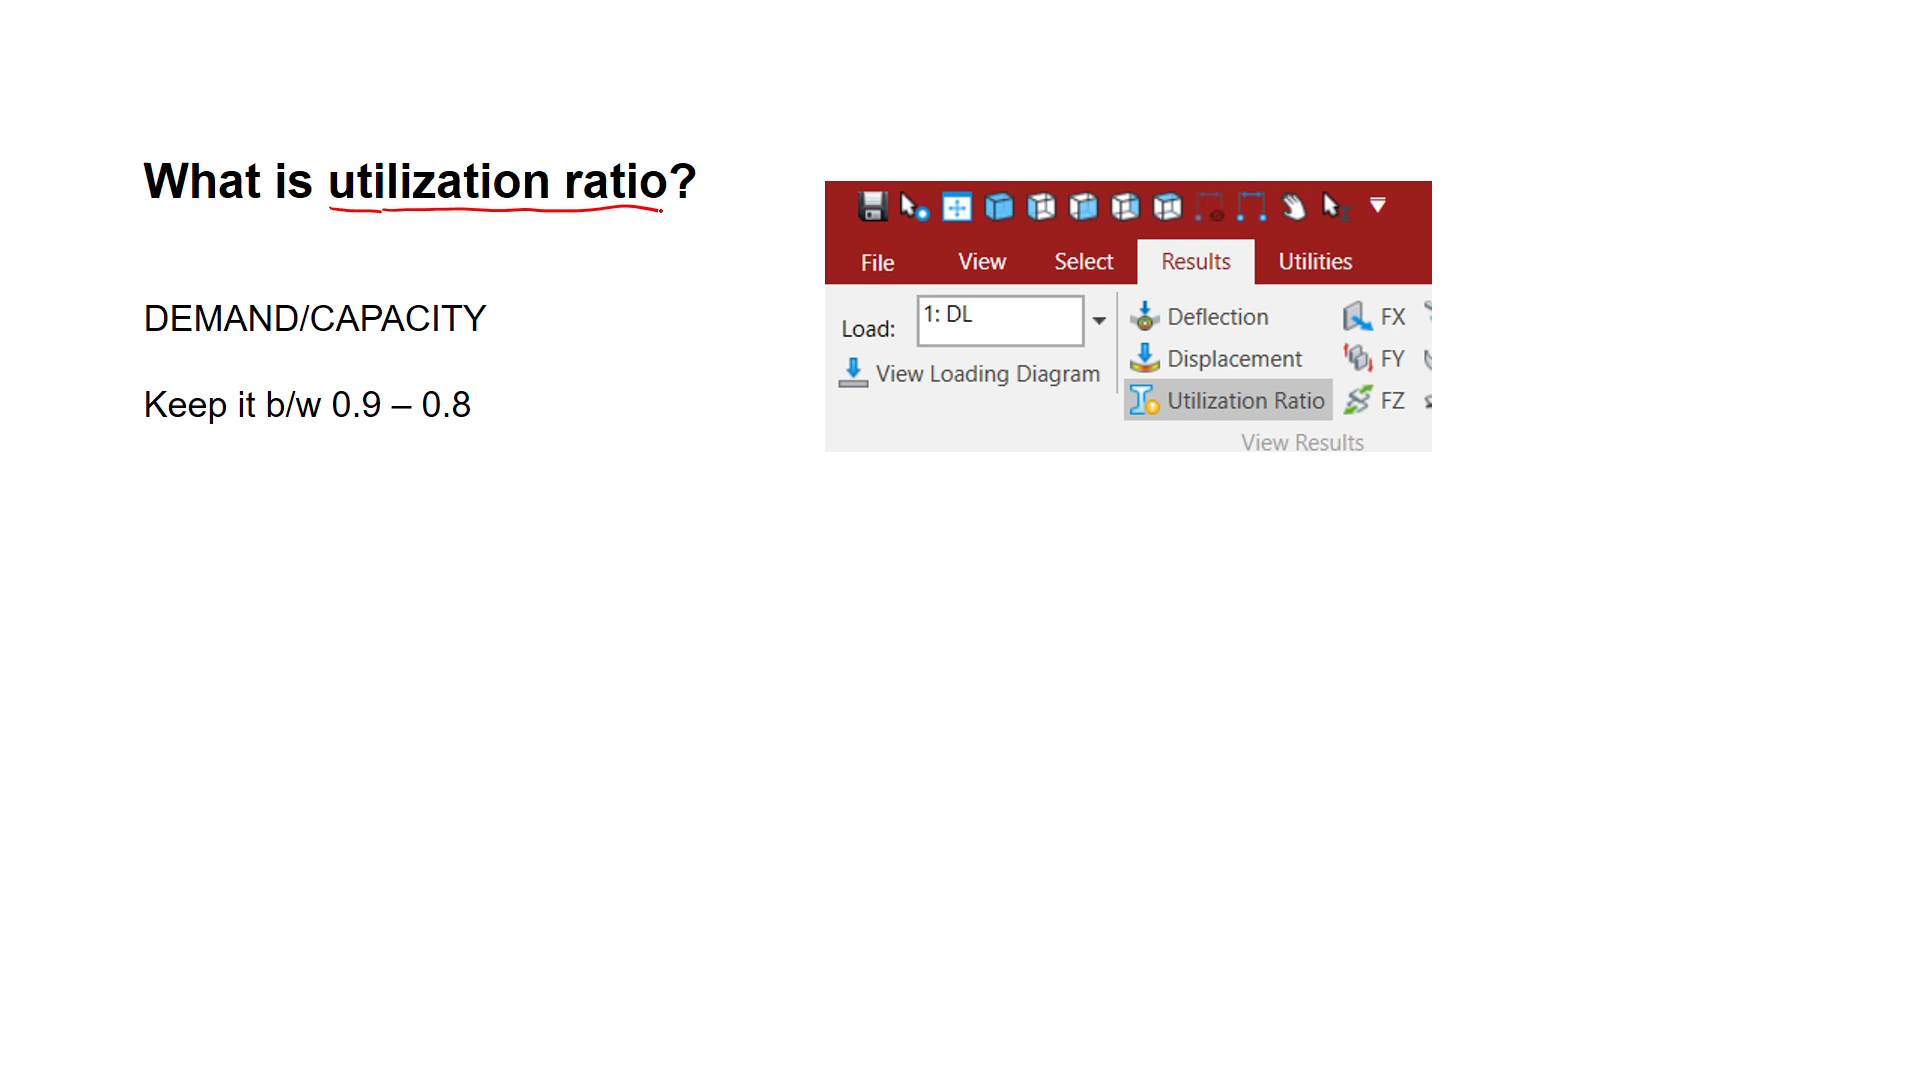 What is utilization ratio?
DEMAND/CAPACITY
Keep it b/w 0.9 – 0.8
File View Select Results Utilities
Load: 1: DL
View Loading Diagram
Deflection FX
Displacement FY
Utilization Ratio FZ
View Results